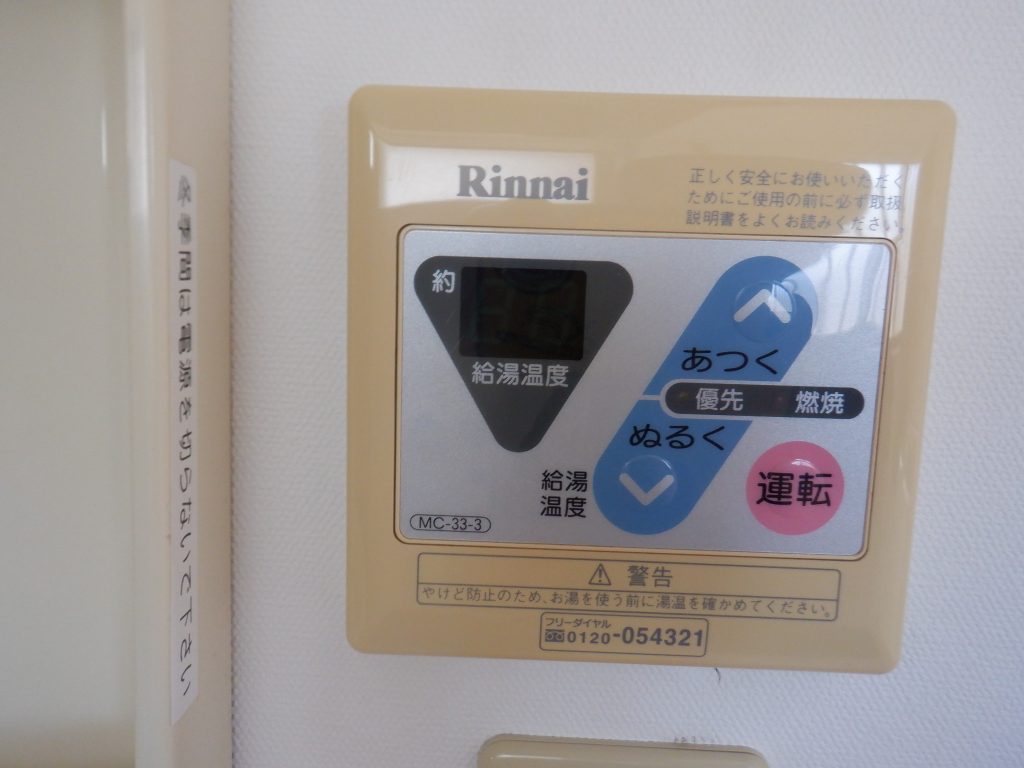 冬季間は電源を切らないで下さい
Rinnai
正しく安全にお使いいただく
ためにご使用の前に必ず取扱
説明書をよくお読みください。
約
給湯温度
あつく
優先 燃焼
ぬるく
給湯
温度
運転
MC-33-3
⚠ 警告
やけど防止のため、お湯を使う前に湯温を確かめてください。
フリーダイヤル
0120-054321